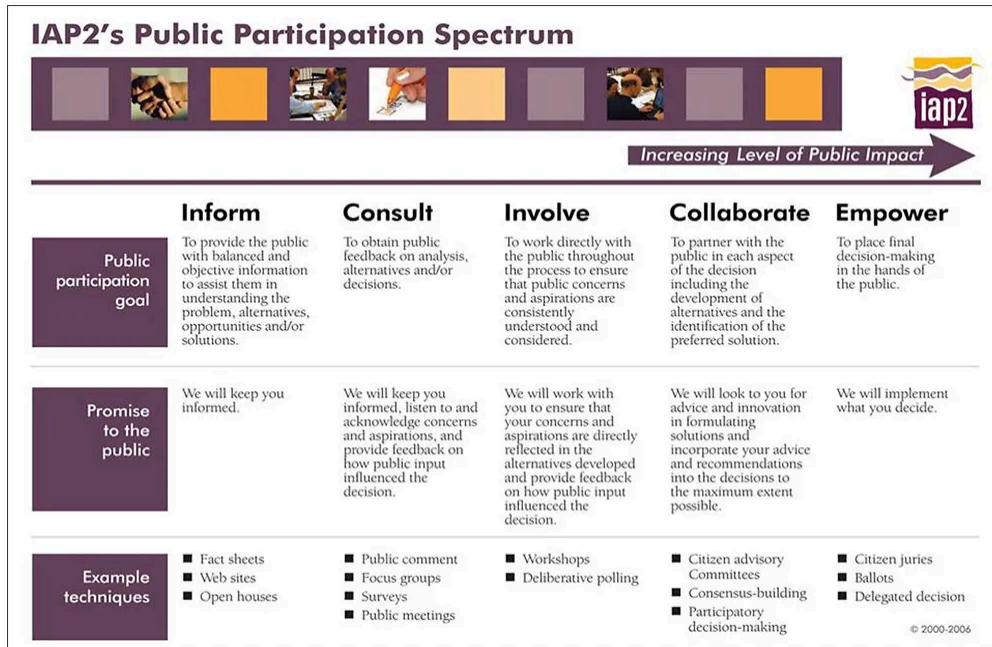 IAP2's Public Participation Spectrum
iap2
Increasing Level of Public Impact
Inform
Consult
Involve
Collaborate
Empower
Public
participation
goal
To provide the public
with balanced and
objective information
to assist them in
understanding the
problem, alternatives,
opportunities and/or
solutions.
To obtain public
feedback on analysis,
alternatives and/or
decisions.
To work directly with
the public throughout
the process to ensure
that public concerns
and aspirations are
consistently
understood and
considered.
To partner with the
public in each aspect
of the decision
including the
development of
alternatives and the
identification of the
preferred solution.
To place final
decision-making
in the hands of
the public.
Promise
to the
public
We will keep you
informed.
We will keep you
informed, listen to and
acknowledge concerns
and aspirations, and
provide feedback on
how public input
influenced the
decision.
We will work with
you to ensure that
your concerns and
aspirations are directly
reflected in the
alternatives developed
and provide feedback
on how public input
influenced the
decision.
We will look to you for
advice and innovation
in formulating
solutions and
incorporate your advice
and recommendations
into the decisions to
the maximum extent
possible.
We will implement
what you decide.
Example
techniques
■ Fact sheets
■ Web sites
■ Open houses
■ Public comment
■ Focus groups
■ Surveys
■ Public meetings
■ Workshops
■ Deliberative polling
■ Citizen advisory
Committees
■ Consensus-building
■ Participatory
decision-making
■ Citizen juries
■ Ballots
■ Delegated decision
© 2000-2006